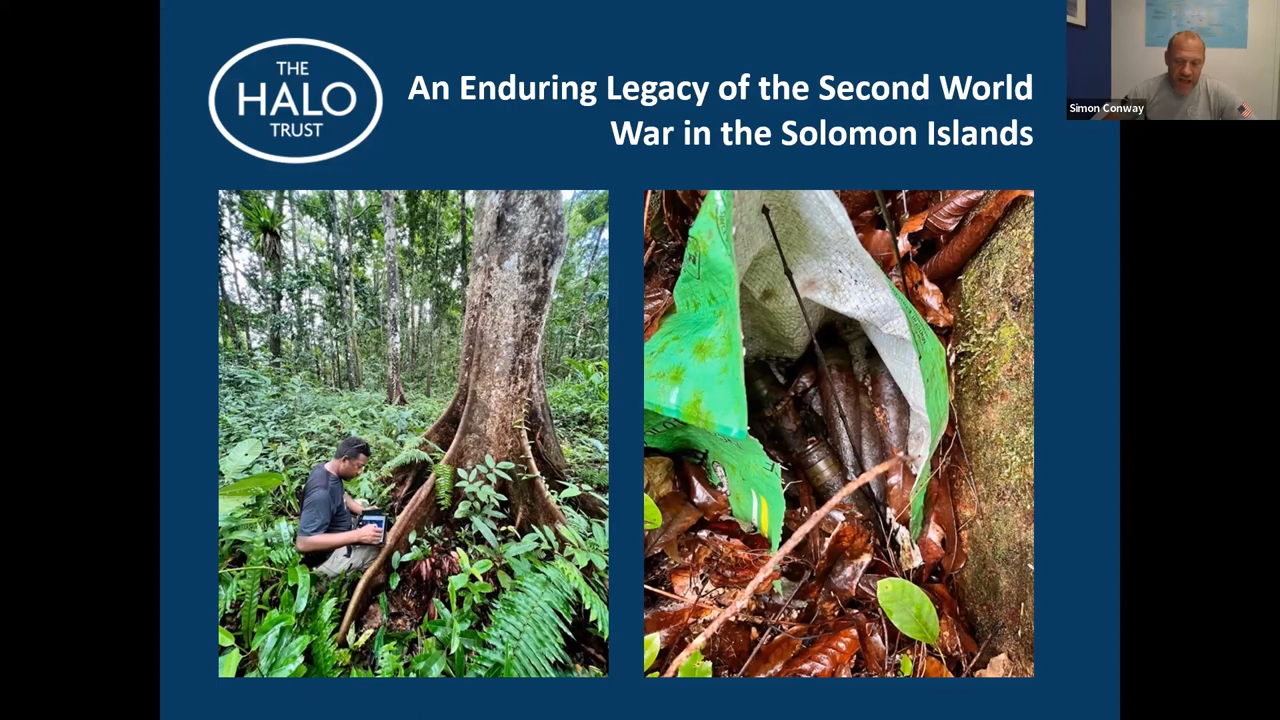 THE
HALO
TRUST
An Enduring Legacy of the Second World
War in the Solomon Islands
Simon Conway